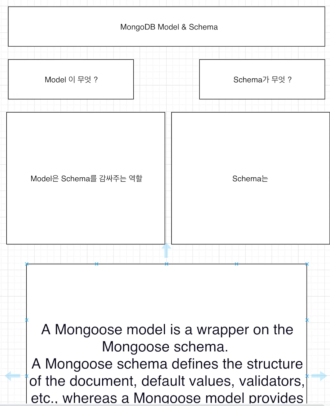 MongoDB Model & Schema
Model 이 무엇 ?
Schema가 무엇 ?
Model은 Schema를 감싸주는 역할
Schema는
A Mongoose model is a wrapper on the
Mongoose schema.
A Mongoose schema defines the structure
of the document, default values, validators,
etc., whereas a Mongoose model provides